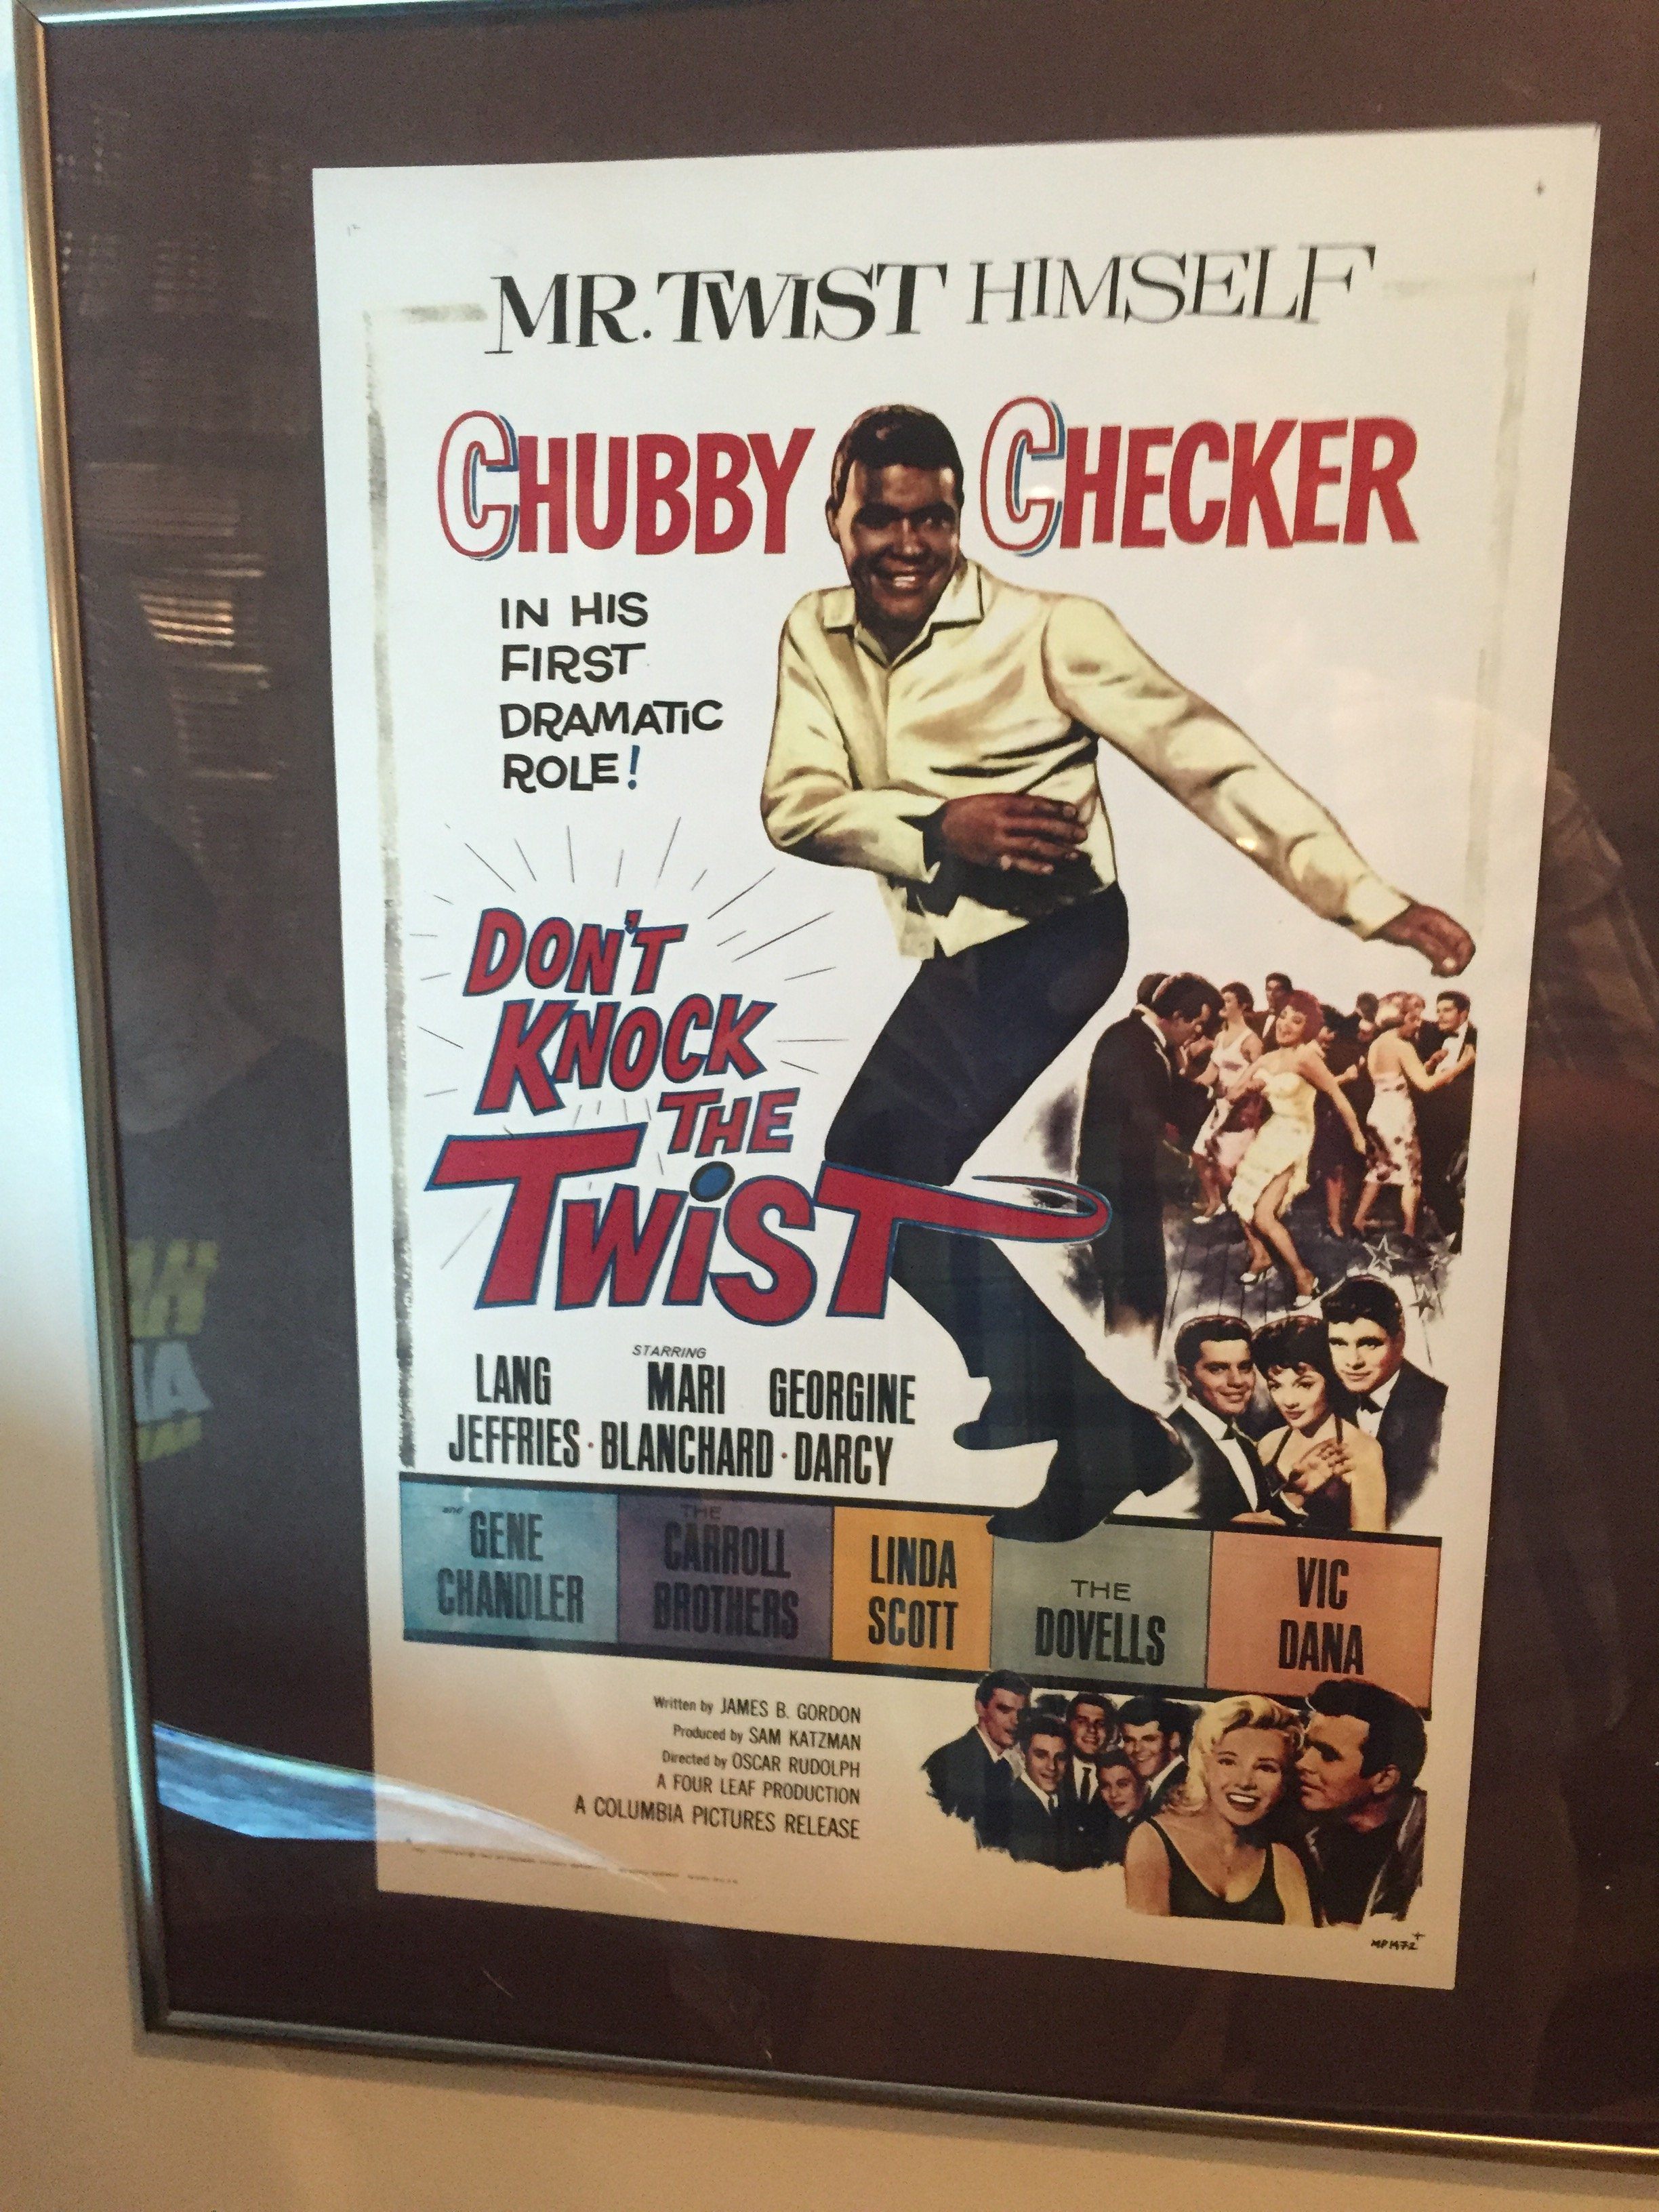 MR. TWIST HIMSELF
CHUBBY CHECKER
IN HIS
FIRST
DRAMATIC
ROLE!
DON'T
KNOCK
THE
TWIST
STARRING
LANG MARI GEORGINE
JEFFRIES · BLANCHARD · DARCY
and GENE
CHANDLER
THE
CARROLL
BROTHERS
LINDA
SCOTT
THE
DOVELLS
VIC
DANA
Written by JAMES B. GORDON
Produced by SAM KATZMAN
Directed by OSCAR RUDOLPH
A FOUR LEAF PRODUCTION
A COLUMBIA PICTURES RELEASE
MP1472